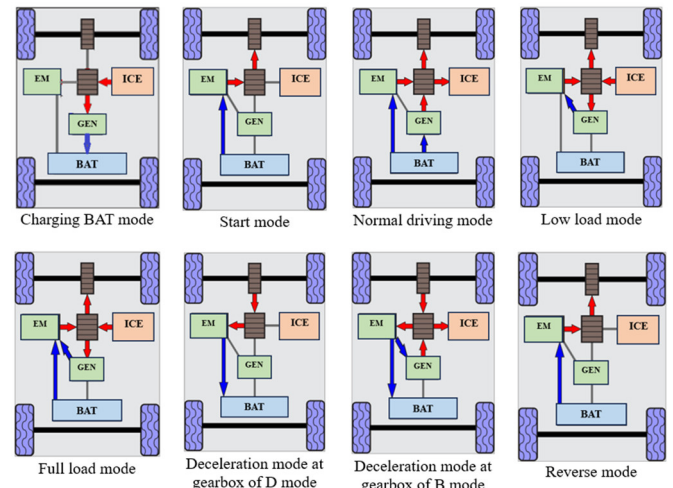 EM
ICE
GEN
BAT
Charging BAT mode
EM
ICE
GEN
BAT
Start mode
EM
ICE
GEN
BAT
Normal driving mode
EM
ICE
GEN
BAT
Low load mode
EM
ICE
GEN
BAT
Full load mode
EM
ICE
GEN
BAT
Deceleration mode at
gearbox of D mode
EM
ICE
GEN
BAT
Deceleration mode at
gearbox of B mode
EM
ICE
GEN
BAT
Reverse mode